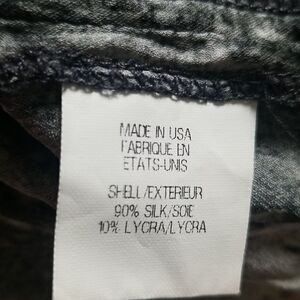 MADE IN USA
FABRIQUE EN
ETATS-UNIS
SHELL/EXTERIEUR
90% SILK/SOIE
10% LYCRA/LYCRA